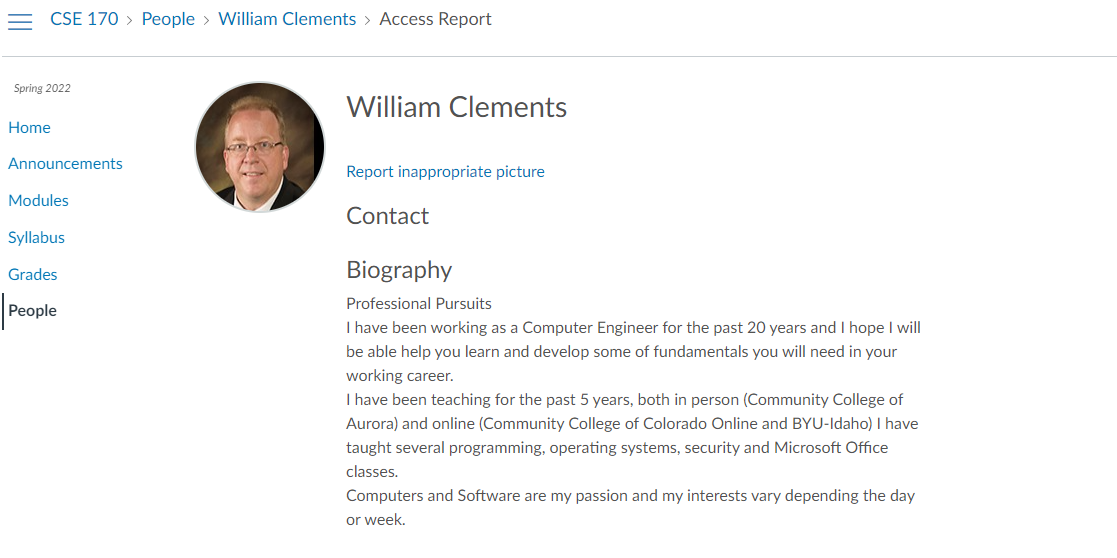 CSE 170 › People › William Clements › Access Report
Spring 2022
Home
Announcements
Modules
Syllabus
Grades
People
William Clements
Report inappropriate picture
Contact
Biography
Professional Pursuits
I have been working as a Computer Engineer for the past 20 years and I hope I will
be able help you learn and develop some of fundamentals you will need in your
working career.
I have been teaching for the past 5 years, both in person (Community College of
Aurora) and online (Community College of Colorado Online and BYU-Idaho) I have
taught several programming, operating systems, security and Microsoft Office
classes.
Computers and Software are my passion and my interests vary depending the day
or week.